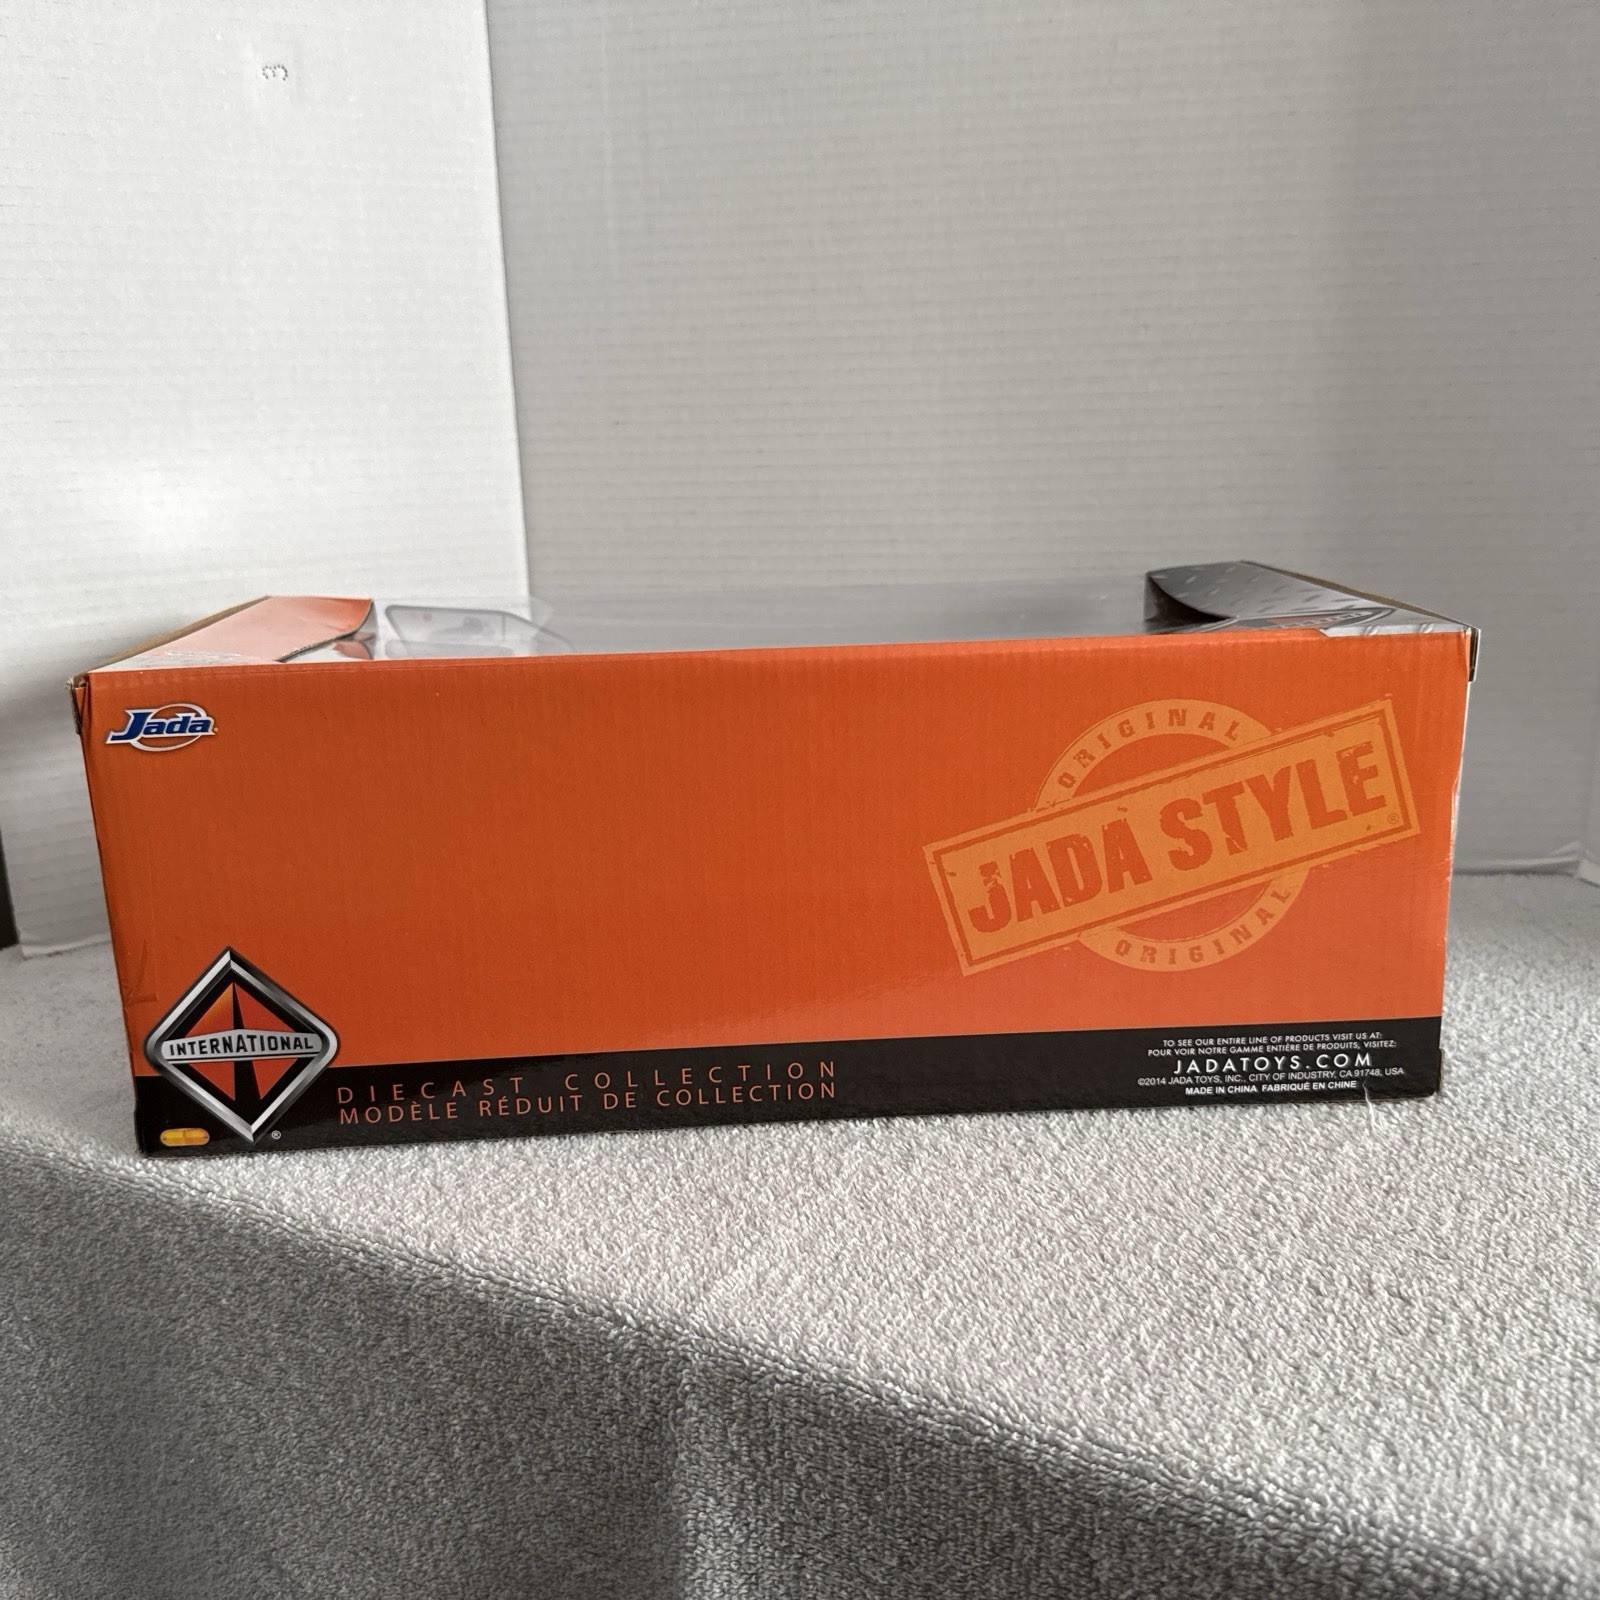 Jada
ORIGINAL
JADA STYLE®
ORIGINAL
INTERNATIONAL
®
DIECAST COLLECTION
MODÈLE RÉDUIT DE COLLECTION
TO SEE OUR ENTIRE LINE OF PRODUCTS VISIT US AT:
POUR VOIR NOTRE GAMME ENTIÈRE DE PRODUITS, VISITEZ:
JADATOYS.COM
©2014 JADA TOYS, INC., CITY OF INDUSTRY, CA 91748, USA
MADE IN CHINA FABRIQUÉ EN CHINE